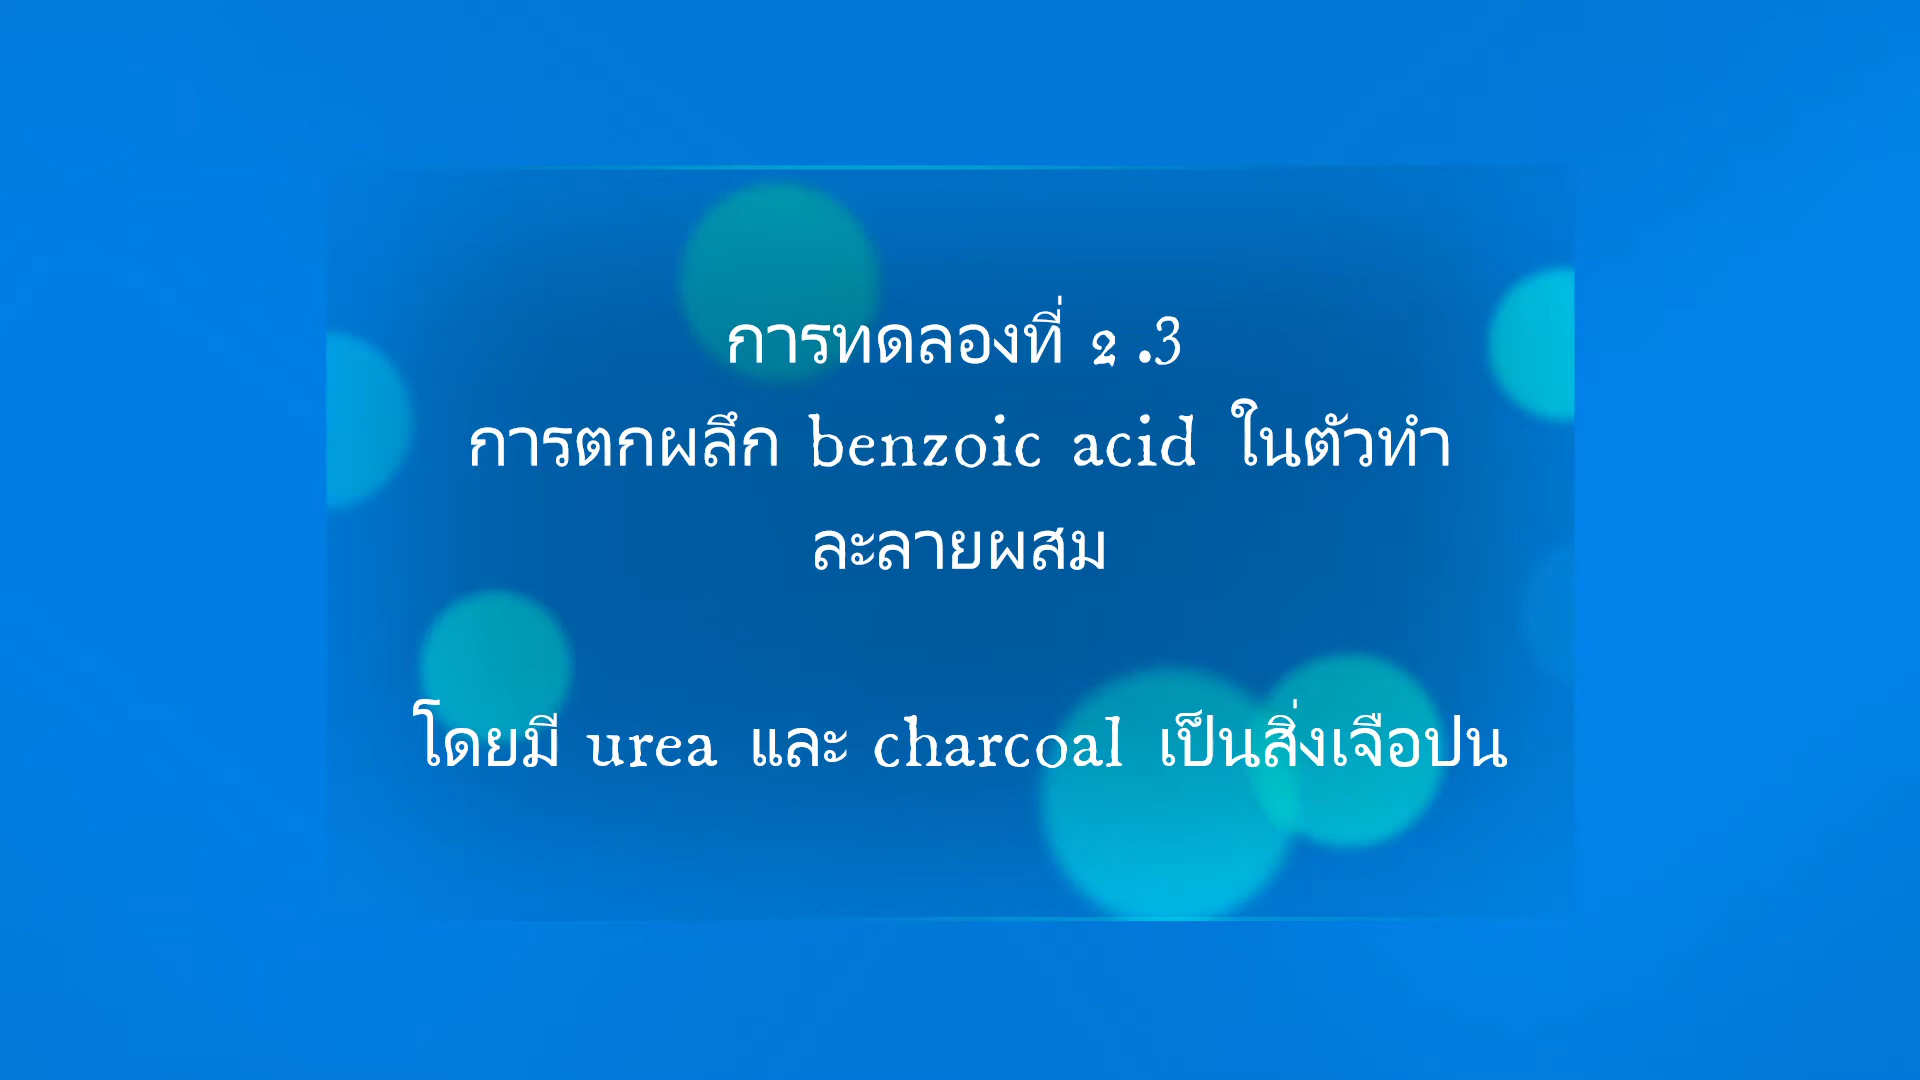 การทดลองที่ 2 .3
การตกผลึก benzoic acid ในตัวทำ
ละลายผสม
โดยมี urea และ charcoal เป็นสิ่งเจือปน